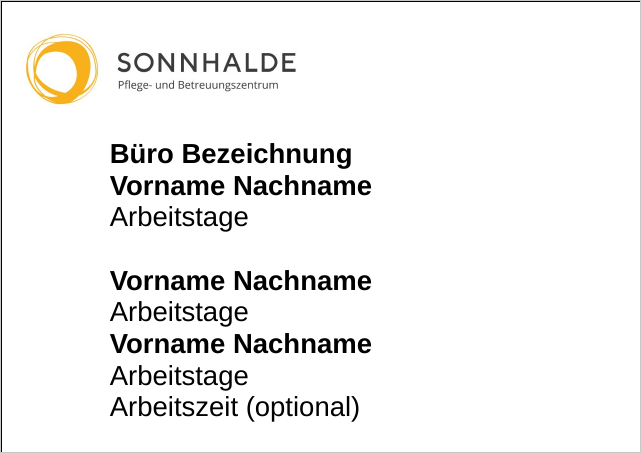 SONNHALDE
Pflege- und Betreuungszentrum
Büro Bezeichnung
Vorname Nachname
Arbeitstage
Vorname Nachname
Arbeitstage
Vorname Nachname
Arbeitstage
Arbeitszeit (optional)